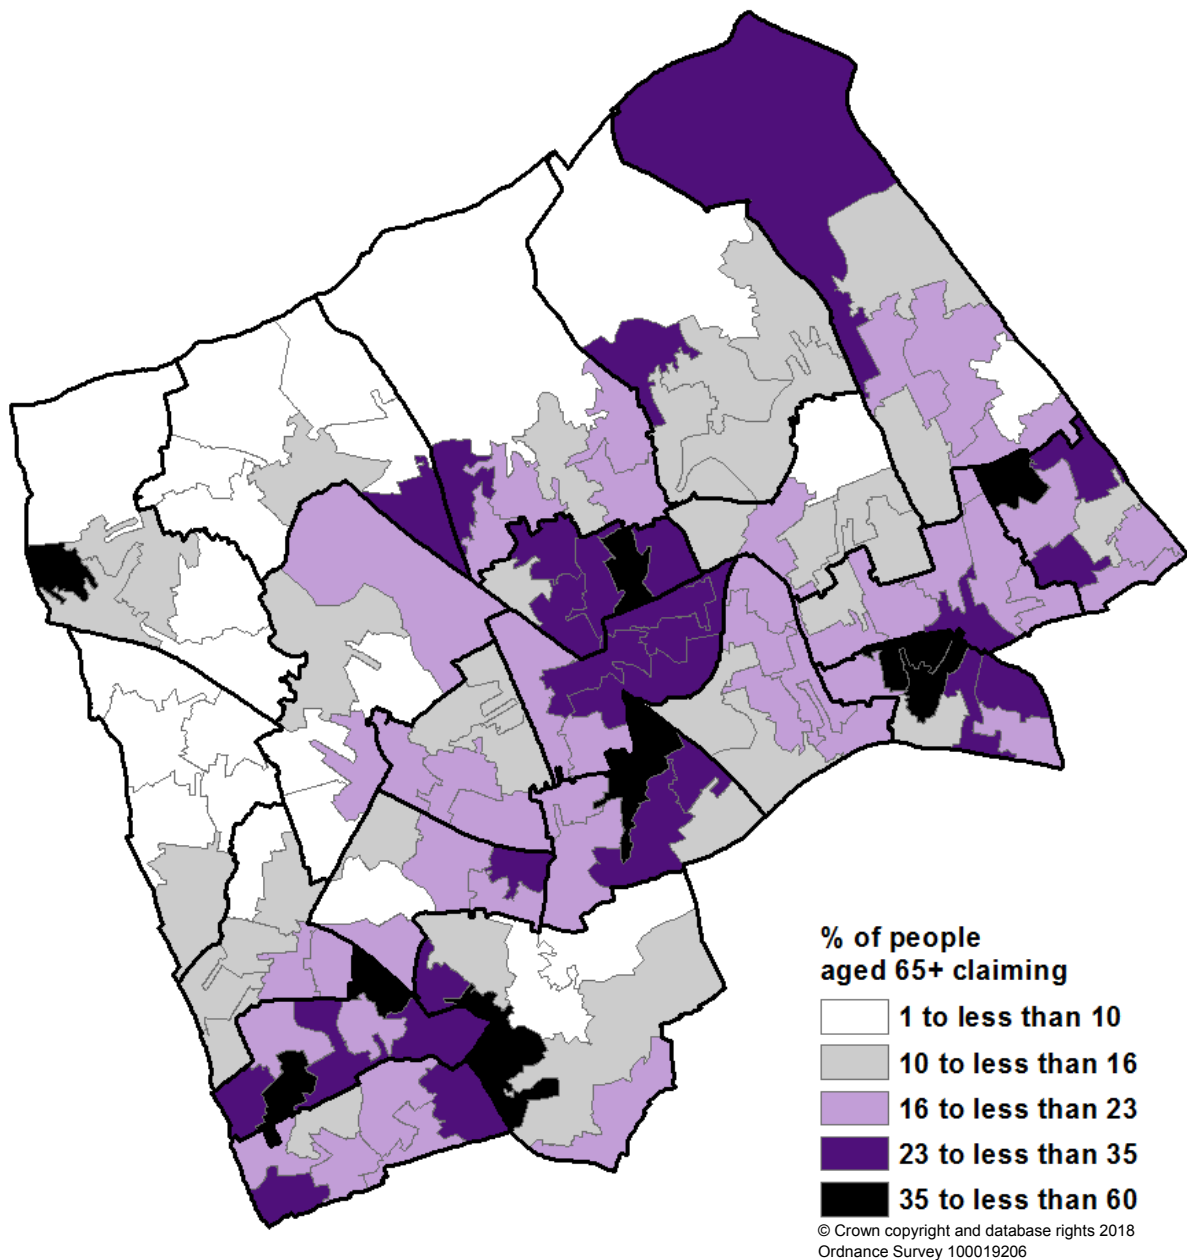 % of people
aged 65+ claiming
1 to less than 10
10 to less than 16
16 to less than 23
23 to less than 35
35 to less than 60
© Crown copyright and database rights 2018
Ordnance Survey 100019206